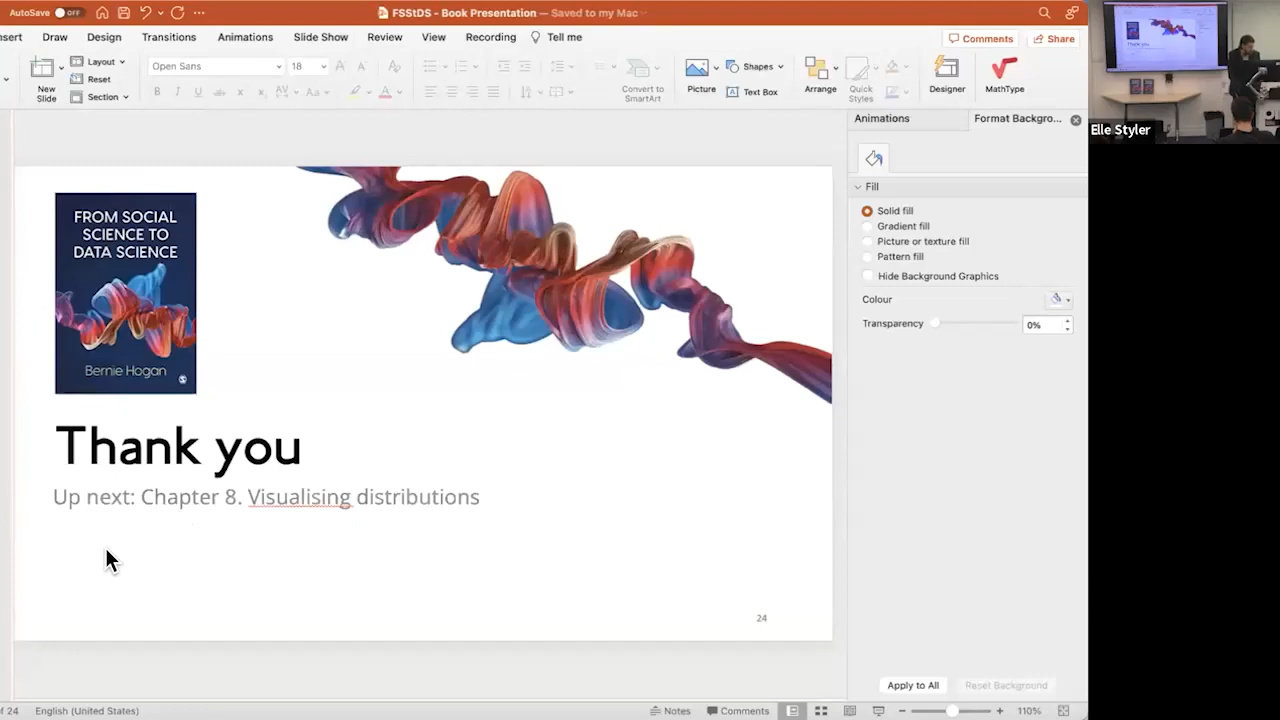 AutoSave OFF
FSStDS - Book Presentation — Saved to my Mac
nsert Draw Design Transitions Animations Slide Show Review View Recording Tell me
Comments Share
New Slide
Layout
Reset
Section
Open Sans 18
Convert to SmartArt
Picture
Shapes
Text Box
Arrange
Quick Styles
Designer
MathType
Animations
Format Backgro...
Fill
Solid fill
Gradient fill
Picture or texture fill
Pattern fill
Hide Background Graphics
Colour
Transparency 0%
Apply to All
Reset Background
FROM SOCIAL
SCIENCE TO
DATA SCIENCE
Bernie Hogan
Thank you
Up next: Chapter 8. Visualising distributions
24
of 24 English (United States)
Notes Comments 110%
Elle Styler